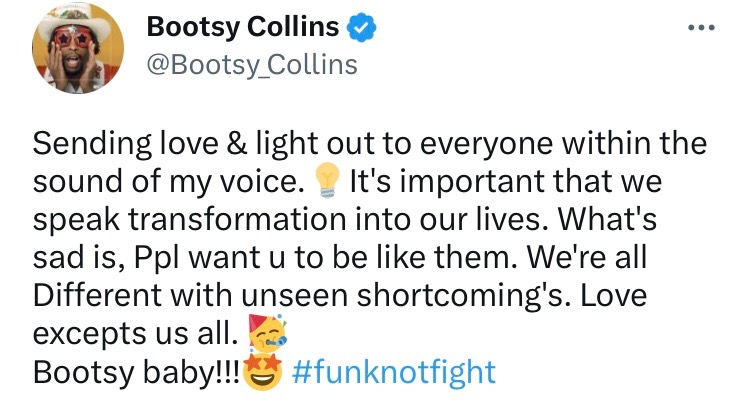 Bootsy Collins
@Bootsy_Collins
Sending love & light out to everyone within the
sound of my voice. 💡 It's important that we
speak transformation into our lives. What's
sad is, Ppl want u to be like them. We're all
Different with unseen shortcoming's. Love
excepts us all. 🥳
Bootsy baby!!!🤩 #funknotfight